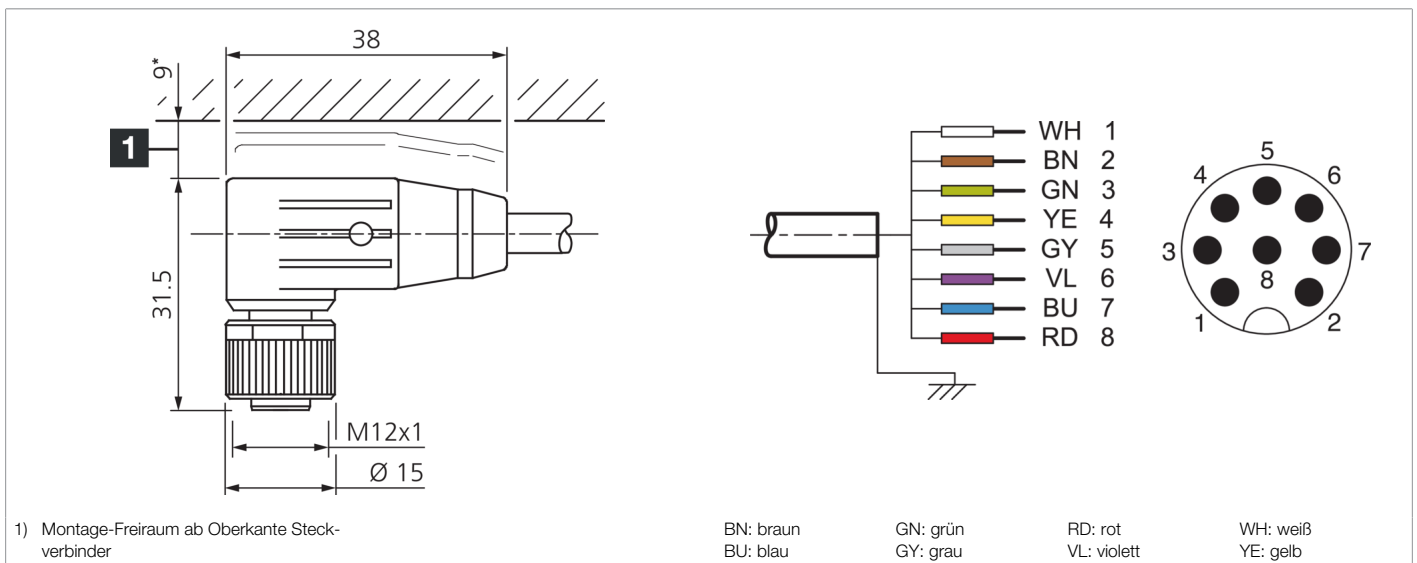 38
9*
1
31.5
M12x1
Ø 15
WH 1
BN 2
GN 3
YE 4
GY 5
VL 6
BU 7
RD 8
5
4 6
3 7
8
1 2
1) Montage-Freiraum ab Oberkante Steck-
verbinder
BN: braun GN: grün RD: rot WH: weiß
BU: blau GY: grau VL: violett YE: gelb